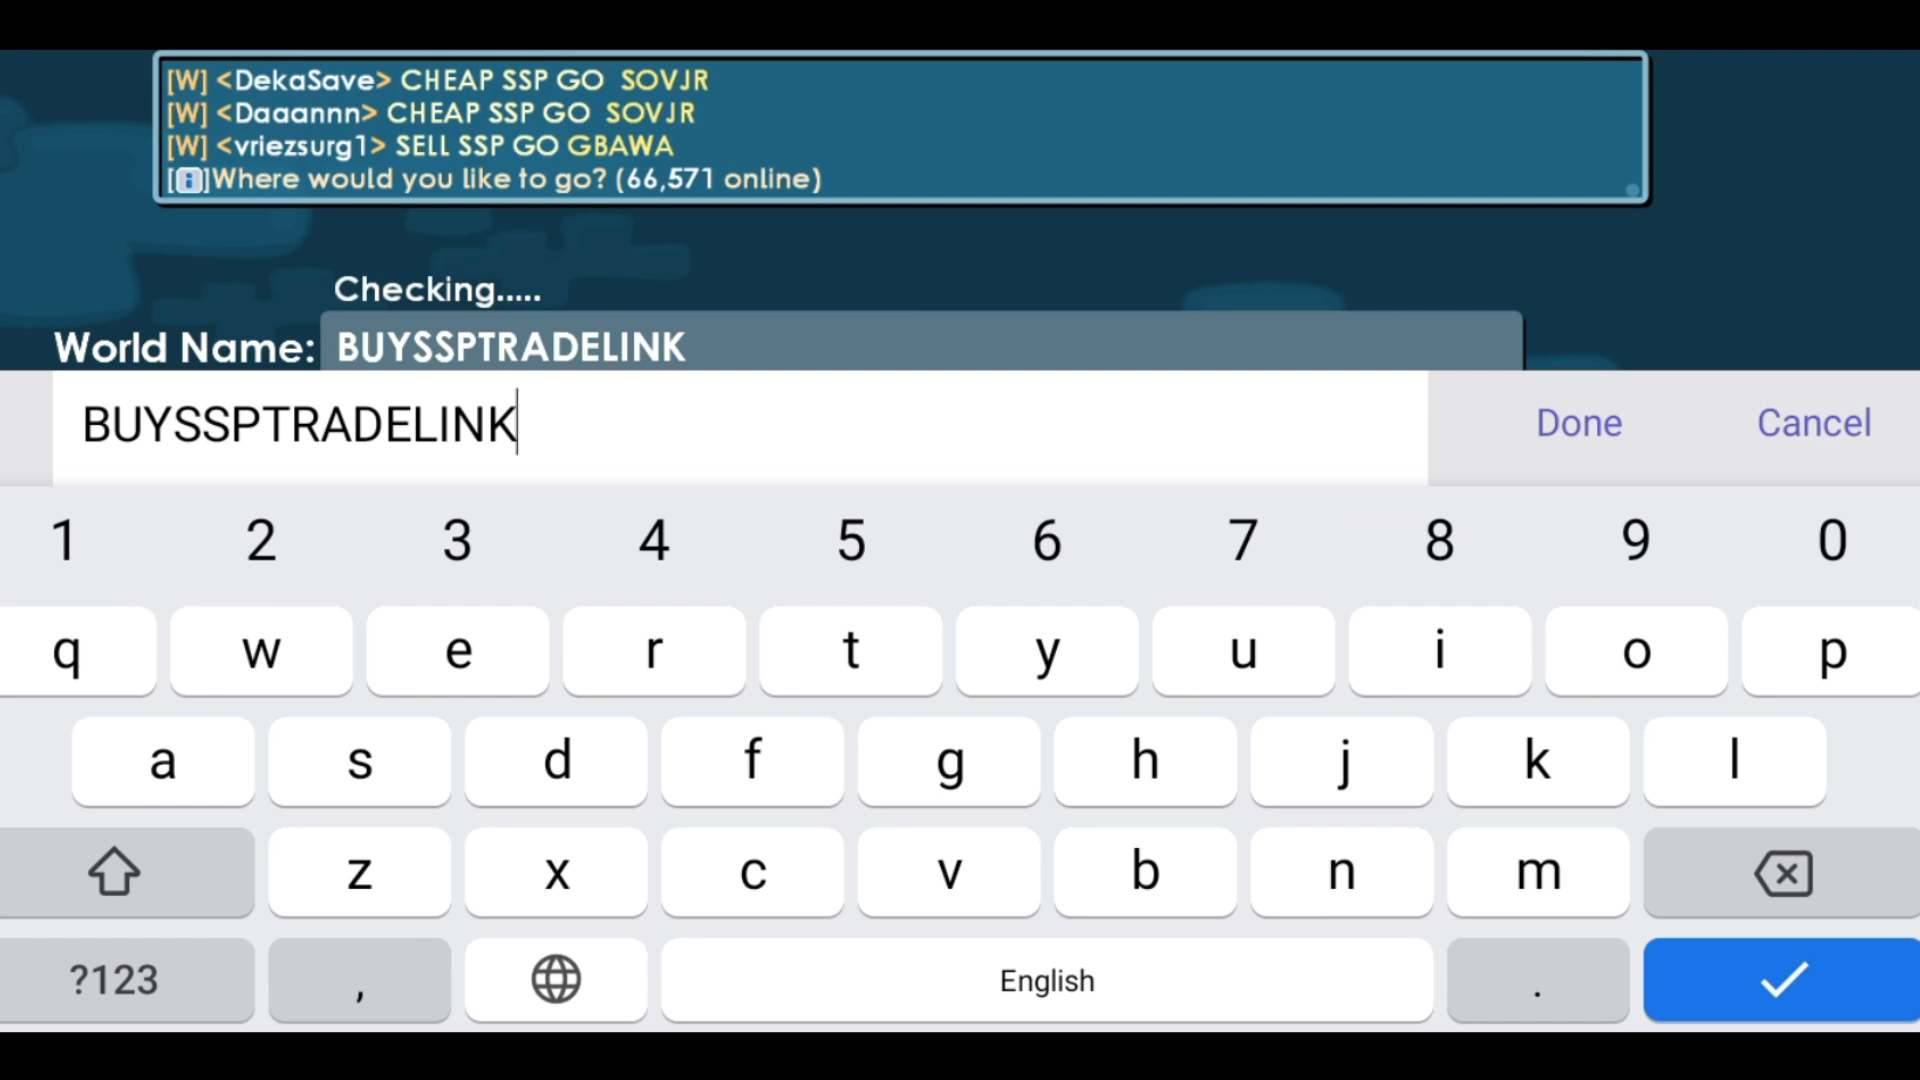 [W] <DekaSave> CHEAP SSP GO SOVJR
[W] <Daaannn> CHEAP SSP GO SOVJR
[W] <vriezsurg1> SELL SSP GO GBAWA
[i]Where would you like to go? (66,571 online)
Checking.....
World Name: BUYSSPTRADELINK
BUYSSPTRADELINK Done Cancel
1 2 3 4 5 6 7 8 9 0
q w e r t y u i o p
a s d f g h j k l
z x c v b n m
?123 , English .